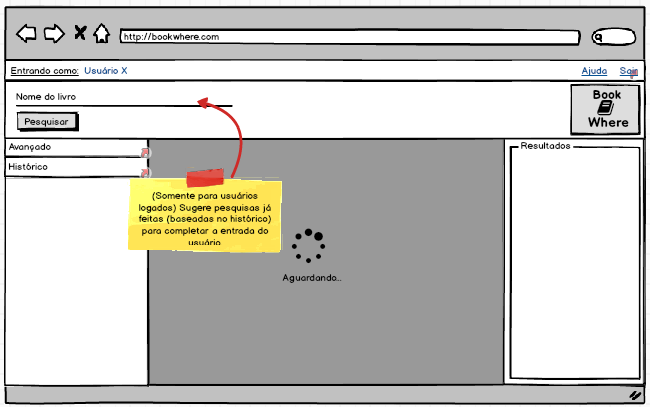 http://bookwhere.com
Entrando como: Usuário X
Ajuda Sair
Nome do livro
Pesquisar
Book
Where
Avançado
Histórico
(Somente para usuários
logados) Sugere pesquisas já
feitas (baseadas no histórico)
para completar a entrada do
usuário.
Aguardando...
Resultados